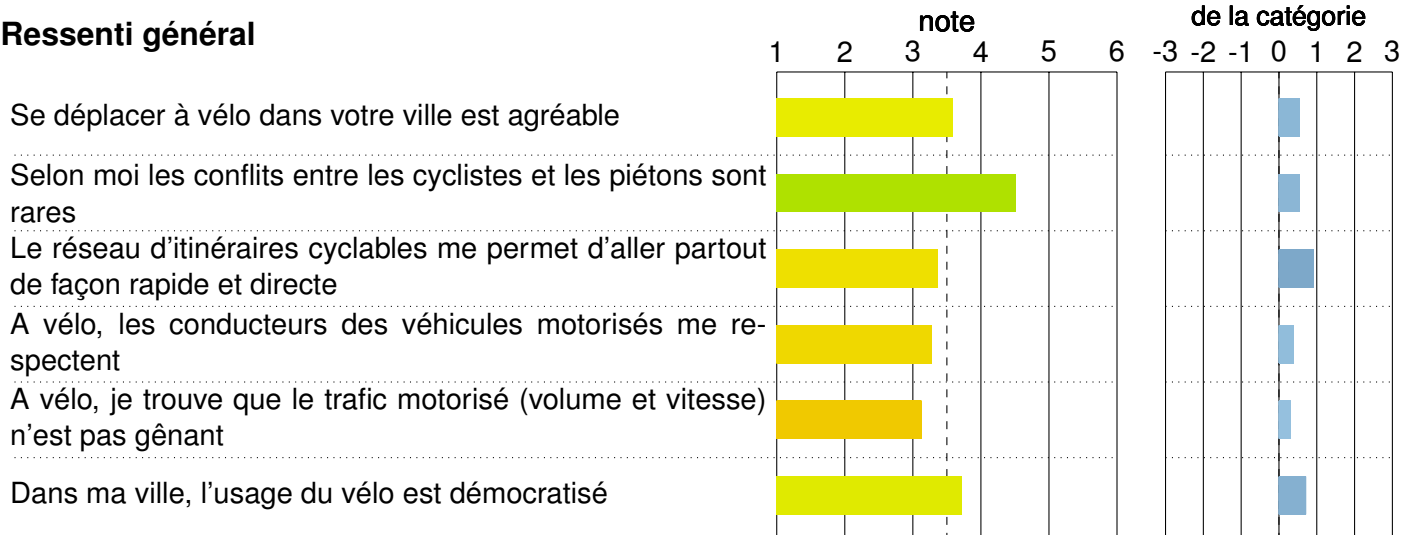 Ressenti général
note
de la catégorie
1 2 3 4 5 6
-3 -2 -1 0 1 2 3
Se déplacer à vélo dans votre ville est agréable
Selon moi les conflits entre les cyclistes et les piétons sont
rares
Le réseau d'itinéraires cyclables me permet d'aller partout
de façon rapide et directe
A vélo, les conducteurs des véhicules motorisés me re-
spectent
A vélo, je trouve que le trafic motorisé (volume et vitesse)
n'est pas gênant
Dans ma ville, l'usage du vélo est démocratisé